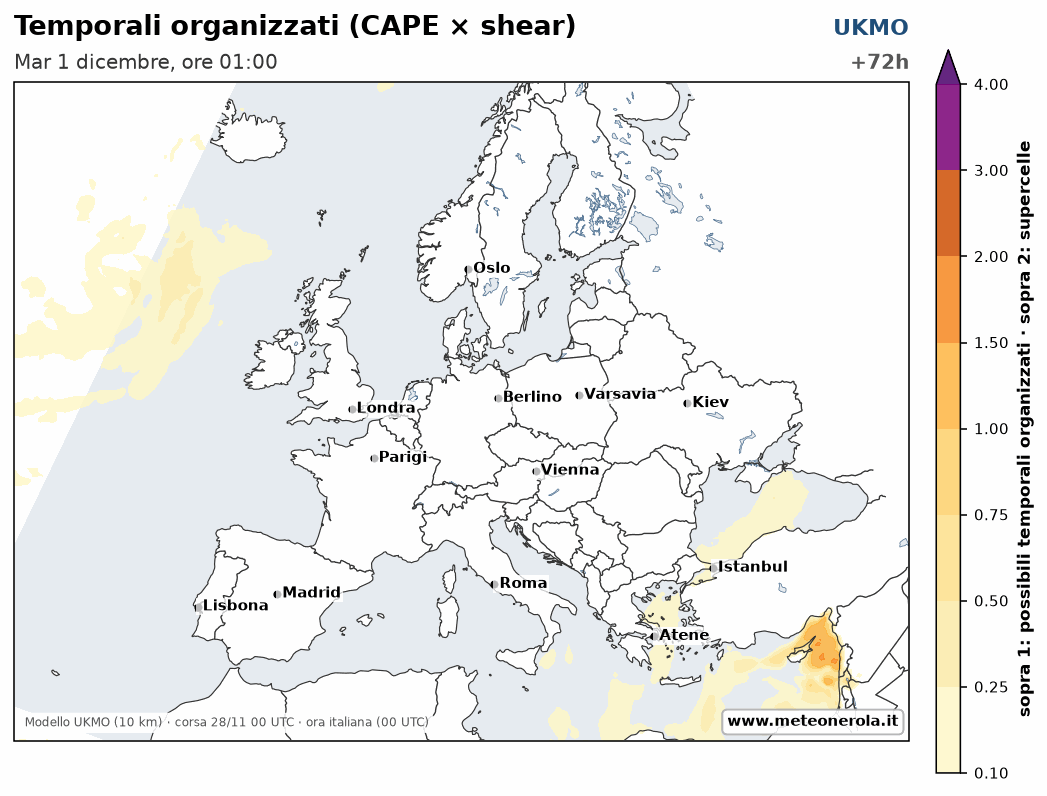 Temporali organizzati (CAPE × shear)
UKMO
Mar 1 dicembre, ore 01:00
+72h
4.00
3.00
2.00
1.50
1.00
0.75
0.50
0.25
0.10
sopra 1: possibili temporali organizzati · sopra 2: supercelle
Oslo
Berlino
Varsavia
Kiev
Londra
Parigi
Vienna
Istanbul
Roma
Madrid
Lisbona
Atene
Modello UKMO (10 km) · corsa 28/11 00 UTC · ora italiana (00 UTC)
www.meteonerola.it